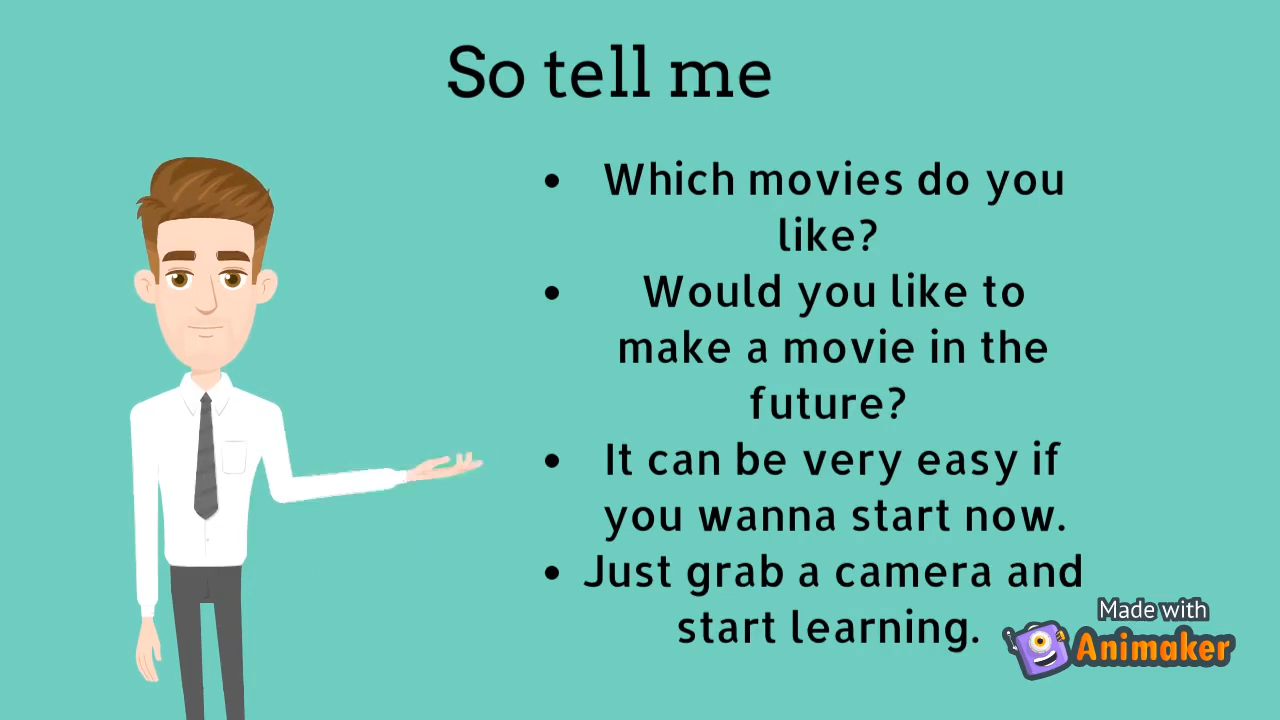 So tell me
• Which movies do you
like?
• Would you like to
make a movie in the
future?
• It can be very easy if
you wanna start now.
• Just grab a camera and
start learning.
Made with
Animaker